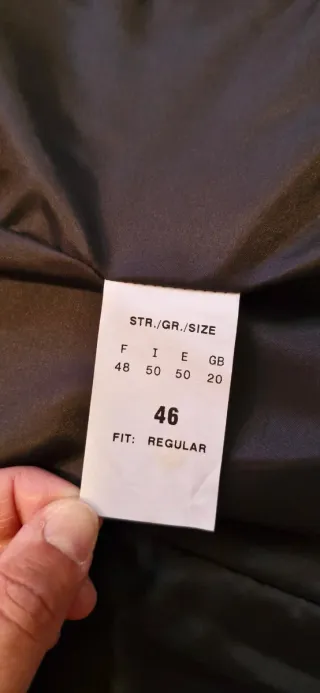 STR./GR./SIZE
F I E GB
48 50 50 20
46
FIT: REGULAR